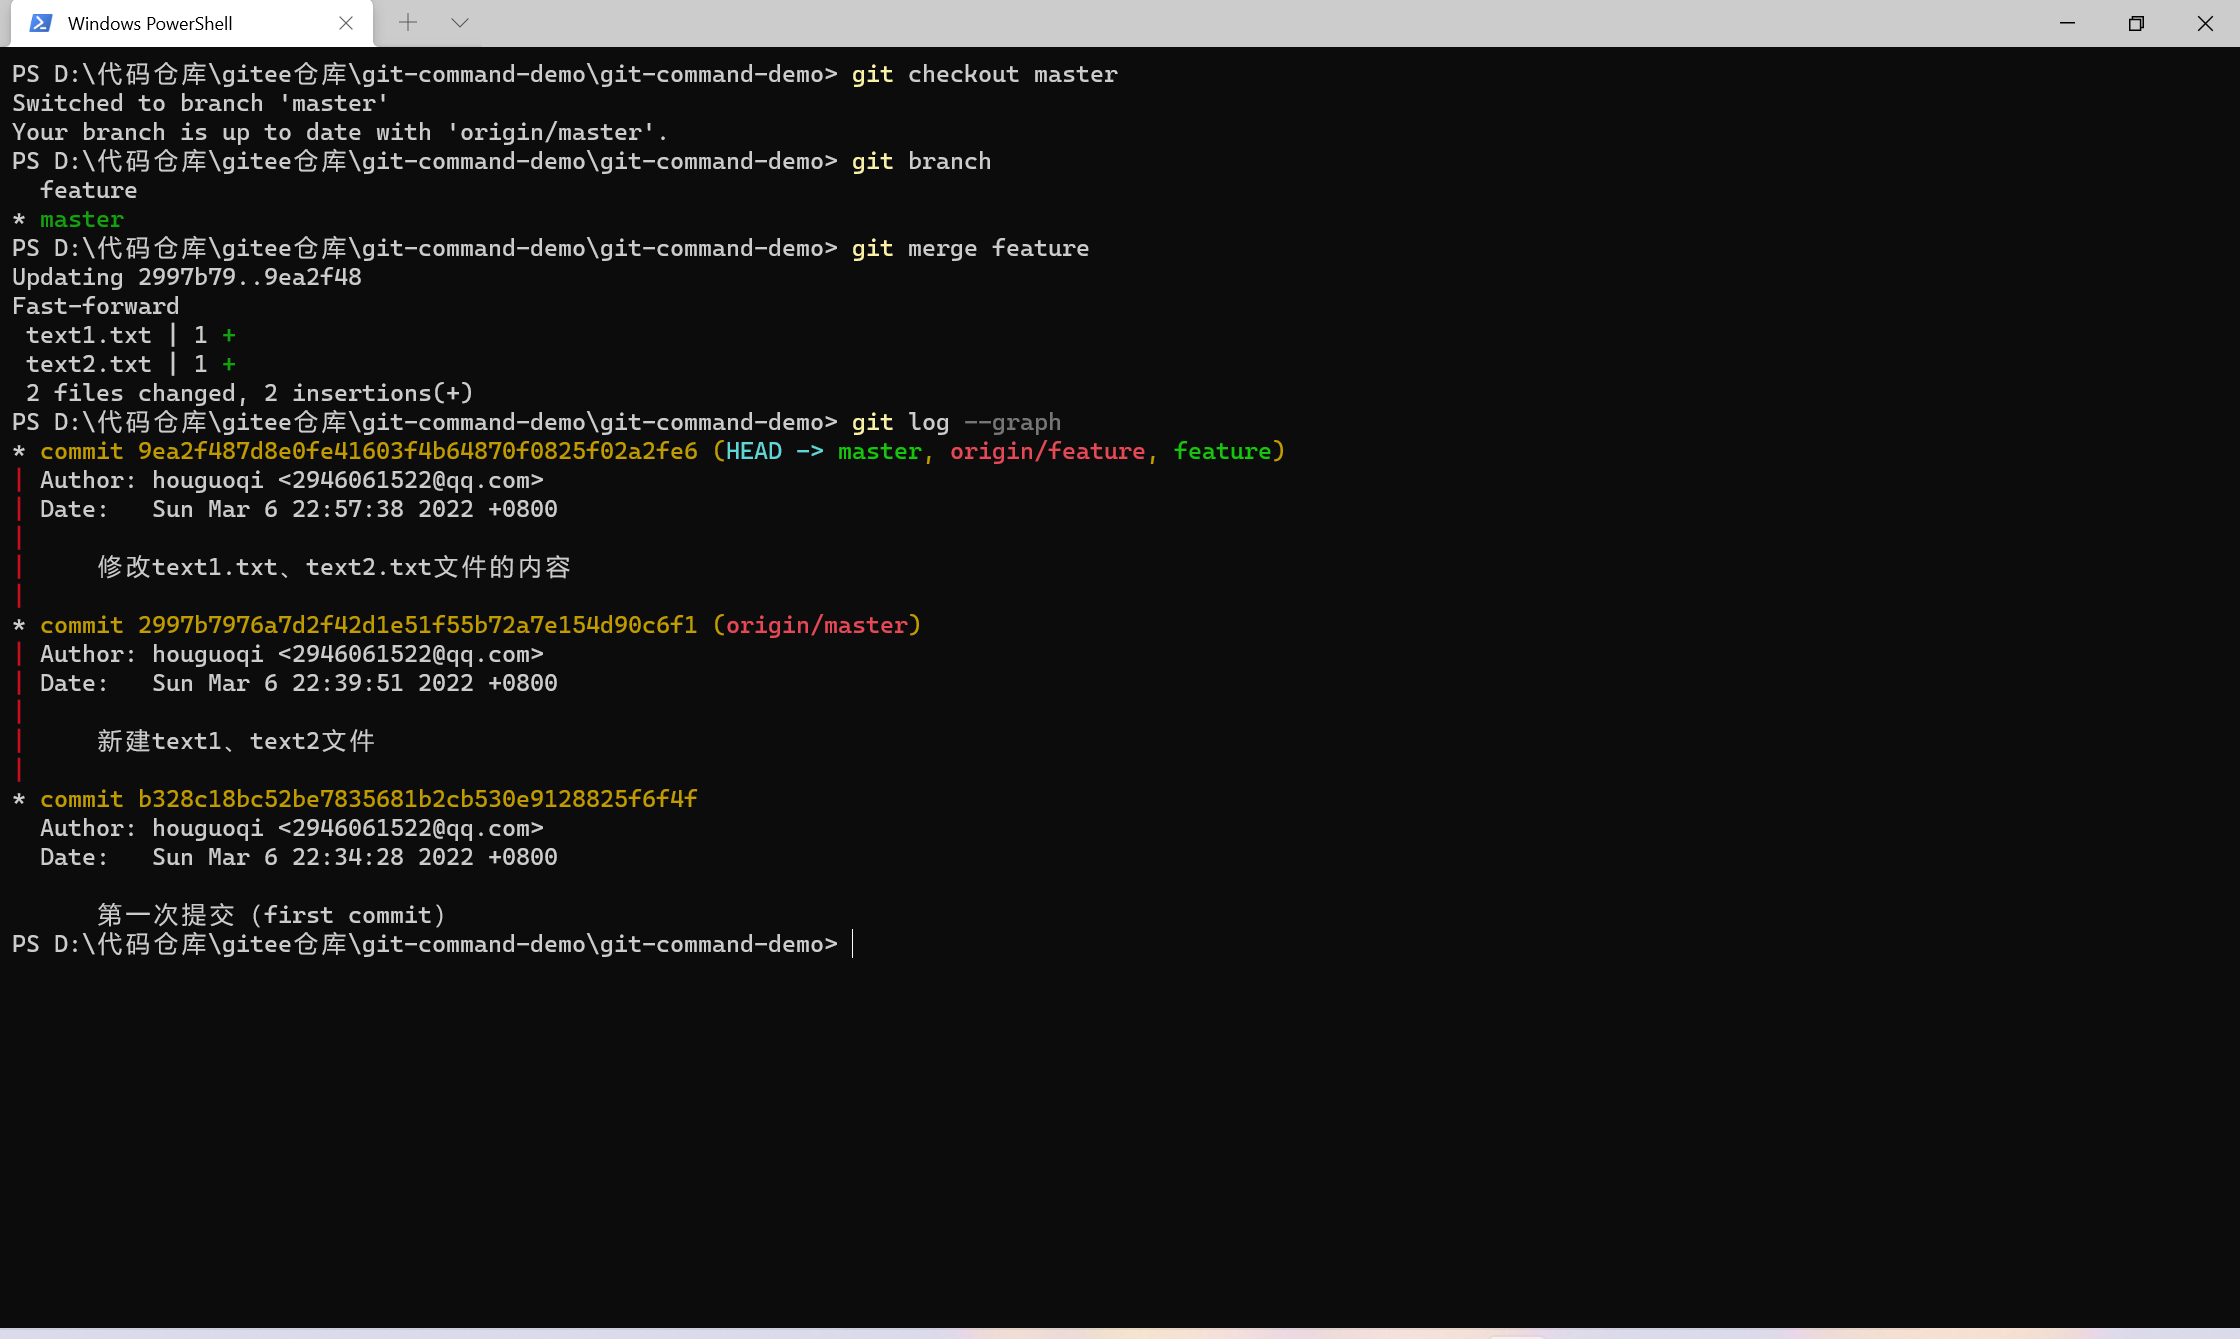 Windows PowerShell
PS D:\代码仓库\gitee仓库\git-command-demo\git-command-demo> git checkout master
Switched to branch 'master'
Your branch is up to date with 'origin/master'.
PS D:\代码仓库\gitee仓库\git-command-demo\git-command-demo> git branch
  feature
* master
PS D:\代码仓库\gitee仓库\git-command-demo\git-command-demo> git merge feature
Updating 2997b79..9ea2f48
Fast-forward
 text1.txt | 1 +
 text2.txt | 1 +
 2 files changed, 2 insertions(+)
PS D:\代码仓库\gitee仓库\git-command-demo\git-command-demo> git log --graph
* commit 9ea2f487d8e0fe41603f4b64870f0825f02a2fe6 (HEAD -> master, origin/feature, feature)
| Author: houguoqi <2946061522@qq.com>
| Date:   Sun Mar 6 22:57:38 2022 +0800
|
|     修改text1.txt、text2.txt文件的内容
|
* commit 2997b7976a7d2f42d1e51f55b72a7e154d90c6f1 (origin/master)
| Author: houguoqi <2946061522@qq.com>
| Date:   Sun Mar 6 22:39:51 2022 +0800
|
|     新建text1、text2文件
|
* commit b328c18bc52be7835681b2cb530e9128825f6f4f
  Author: houguoqi <2946061522@qq.com>
  Date:   Sun Mar 6 22:34:28 2022 +0800
      第一次提交（first commit）
PS D:\代码仓库\gitee仓库\git-command-demo\git-command-demo>